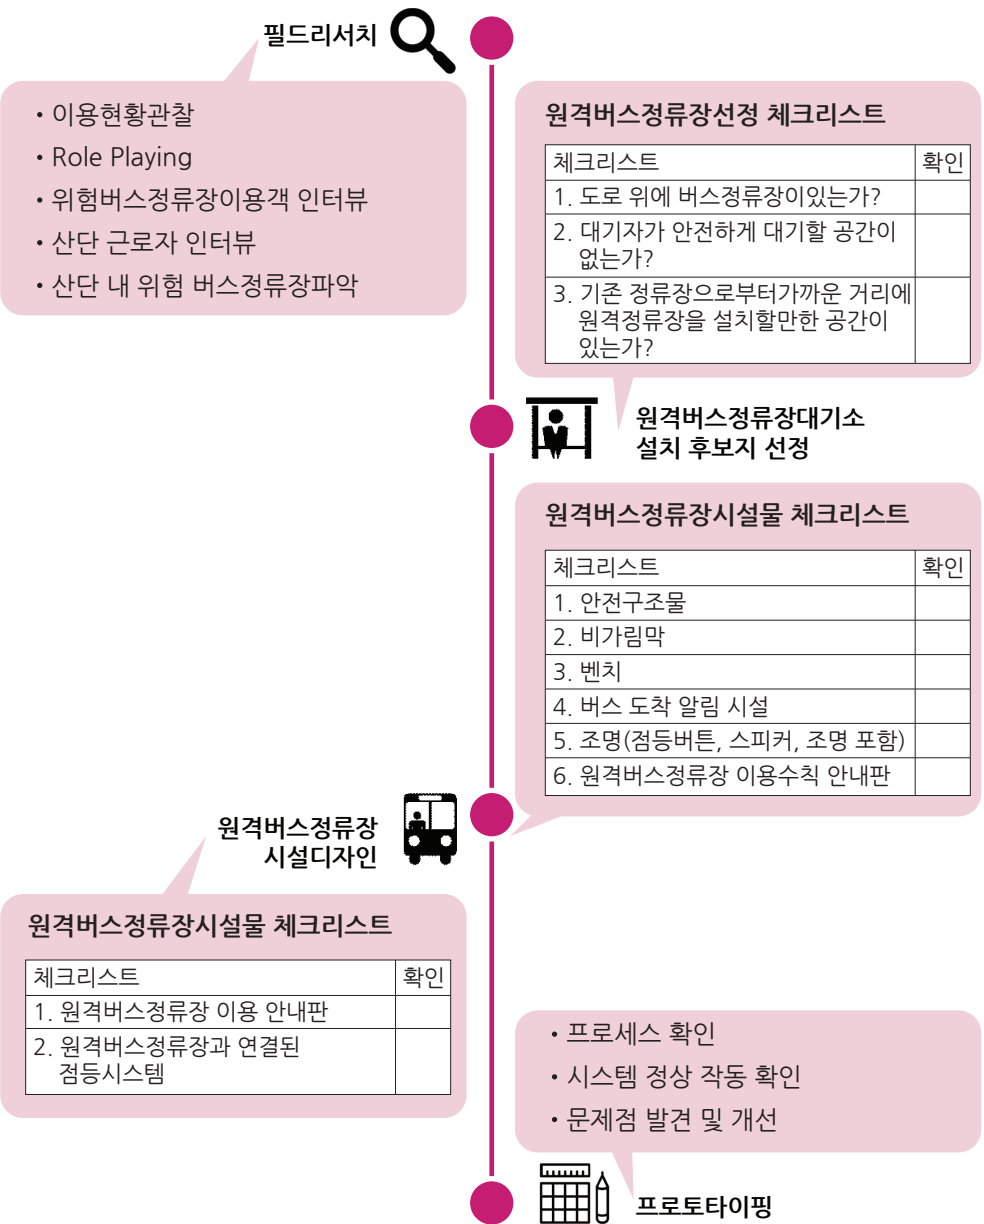 필드리서치
• 이용현황관찰
• Role Playing
• 위험버스정류장이용객 인터뷰
• 산단 근로자 인터뷰
• 산단 내 위험 버스정류장파악
원격버스정류장선정 체크리스트
체크리스트 확인
1. 도로 위에 버스정류장이있는가?
2. 대기자가 안전하게 대기할 공간이
없는가?
3. 기존 정류장으로부터가까운 거리에
원격정류장을 설치할만한 공간이
있는가?
원격버스정류장대기소
설치 후보지 선정
원격버스정류장시설물 체크리스트
체크리스트 확인
1. 안전구조물
2. 비가림막
3. 벤치
4. 버스 도착 알림 시설
5. 조명(점등버튼, 스피커, 조명 포함)
6. 원격버스정류장 이용수칙 안내판
원격버스정류장
시설디자인
원격버스정류장시설물 체크리스트
체크리스트 확인
1. 원격버스정류장 이용 안내판
2. 원격버스정류장과 연결된
점등시스템
• 프로세스 확인
• 시스템 정상 작동 확인
• 문제점 발견 및 개선
프로토타이핑